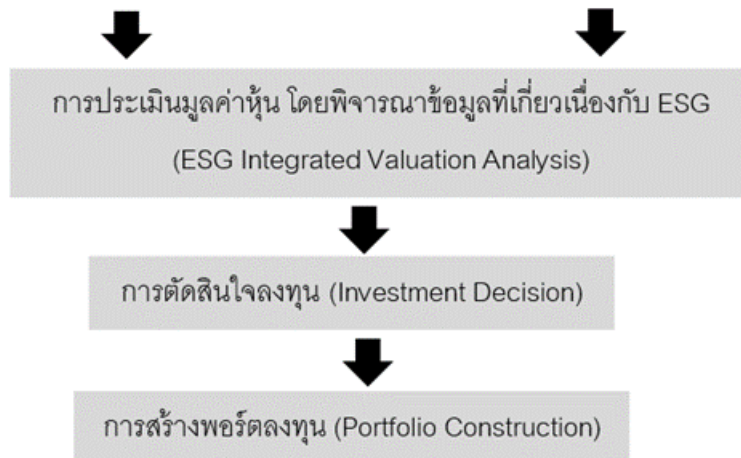 การประเมินมูลค่าหุ้น โดยพิจารณาข้อมูลที่เกี่ยวเนื่องกับ ESG
(ESG Integrated Valuation Analysis)
การตัดสินใจลงทุน (Investment Decision)
การสร้างพอร์ตลงทุน (Portfolio Construction)